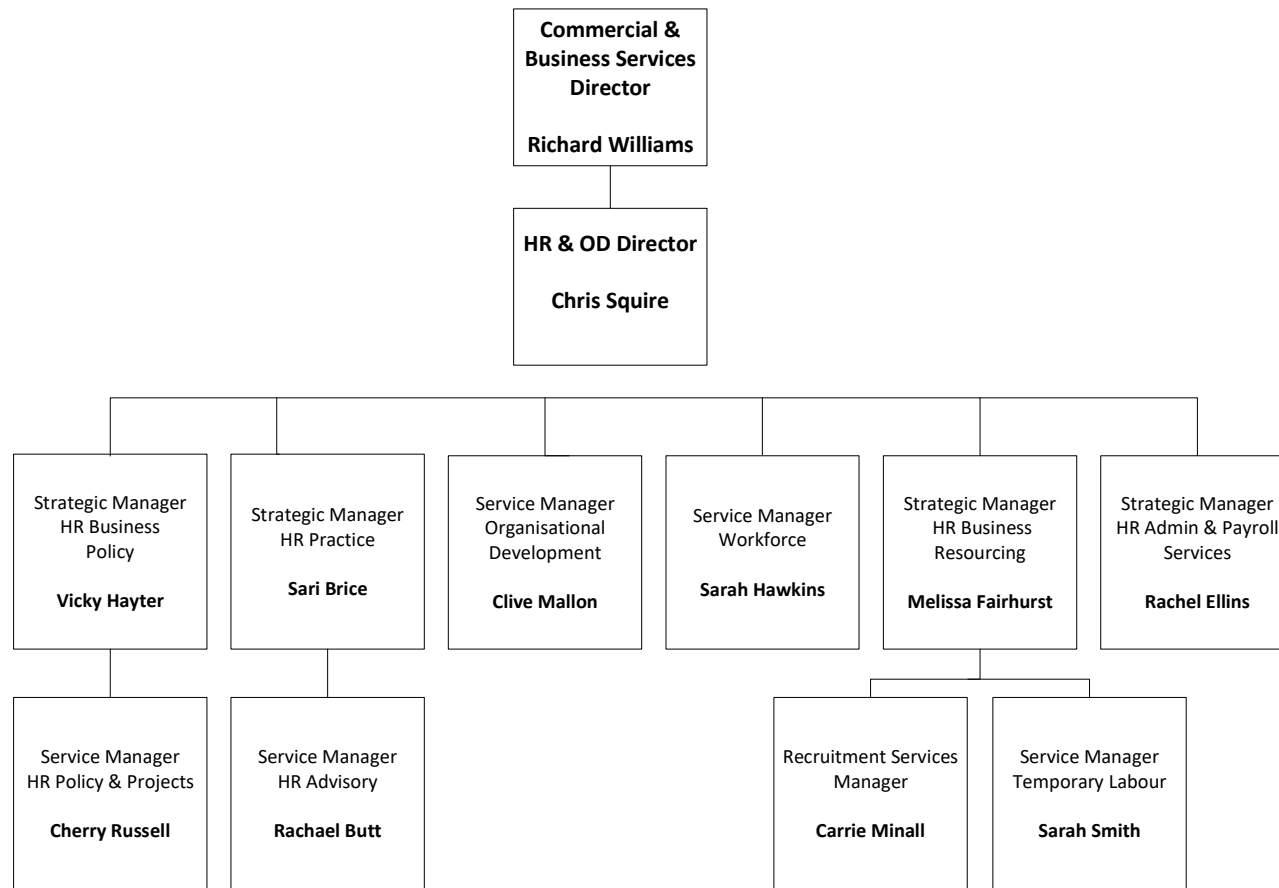 Commercial &
Business Services
Director
Richard Williams
HR & OD Director
Chris Squire
Strategic Manager
HR Business
Policy
Vicky Hayter
Strategic Manager
HR Practice
Sari Brice
Service Manager
Organisational
Development
Clive Mallon
Service Manager
Workforce
Sarah Hawkins
Strategic Manager
HR Business
Resourcing
Melissa Fairhurst
Strategic Manager
HR Admin & Payroll
Services
Rachel Ellins
Service Manager
HR Policy & Projects
Cherry Russell
Service Manager
HR Advisory
Rachael Butt
Recruitment Services
Manager
Carrie Minall
Service Manager
Temporary Labour
Sarah Smith